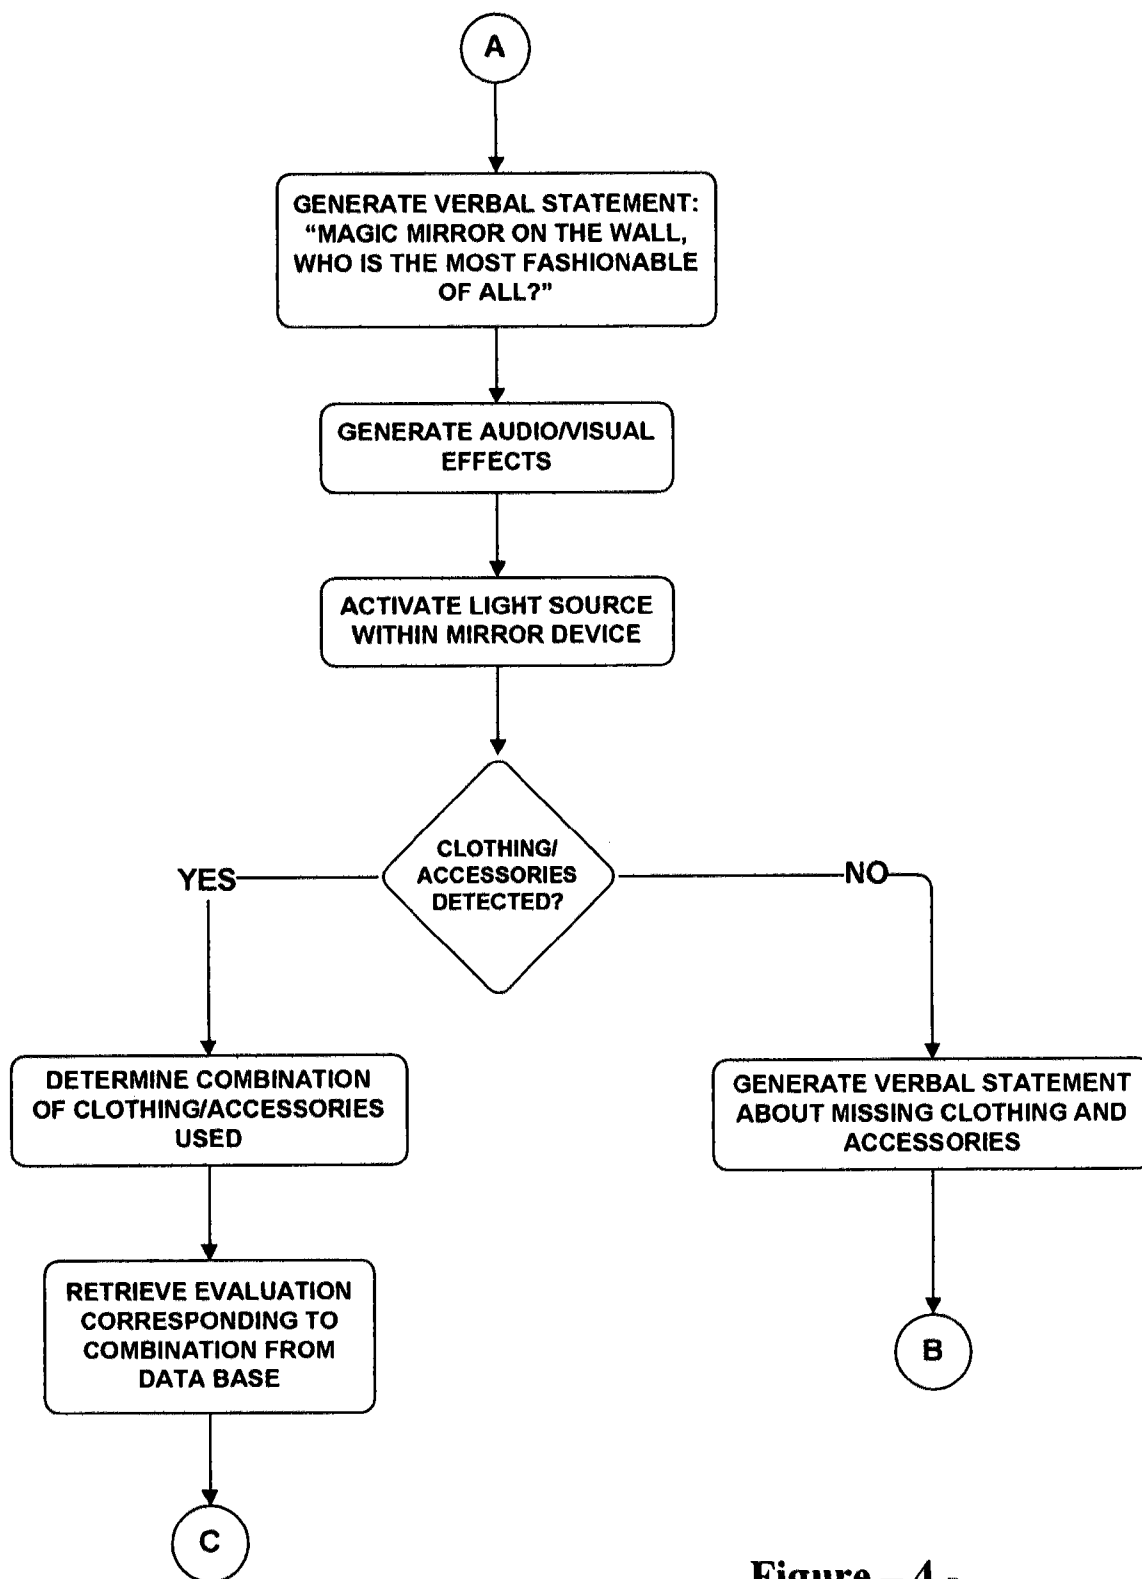 A
GENERATE VERBAL STATEMENT:
“MAGIC MIRROR ON THE WALL,
WHO IS THE MOST FASHIONABLE
OF ALL?”
GENERATE AUDIO/VISUAL
EFFECTS
ACTIVATE LIGHT SOURCE
WITHIN MIRROR DEVICE
CLOTHING/
ACCESSORIES
DETECTED?
YES
NO
DETERMINE COMBINATION
OF CLOTHING/ACCESSORIES
USED
GENERATE VERBAL STATEMENT
ABOUT MISSING CLOTHING AND
ACCESSORIES
RETRIEVE EVALUATION
CORRESPONDING TO
COMBINATION FROM
DATA BASE
B
C
Figure – 4 -